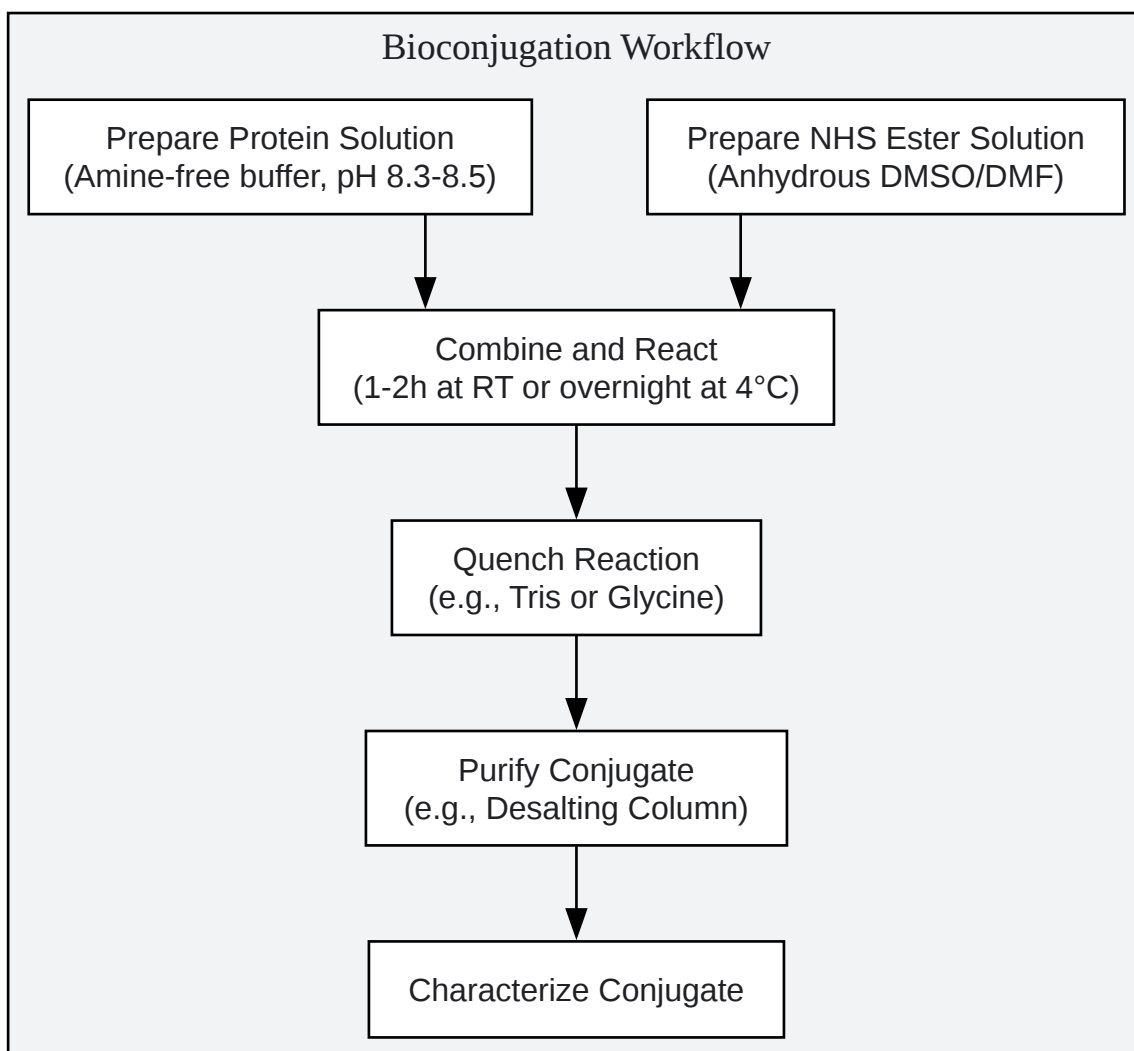 Bioconjugation Workflow
Prepare Protein Solution
(Amine-free buffer, pH 8.3-8.5)
Prepare NHS Ester Solution
(Anhydrous DMSO/DMF)
Combine and React
(1-2h at RT or overnight at 4°C)
Quench Reaction
(e.g., Tris or Glycine)
Purify Conjugate
(e.g., Desalting Column)
Characterize Conjugate